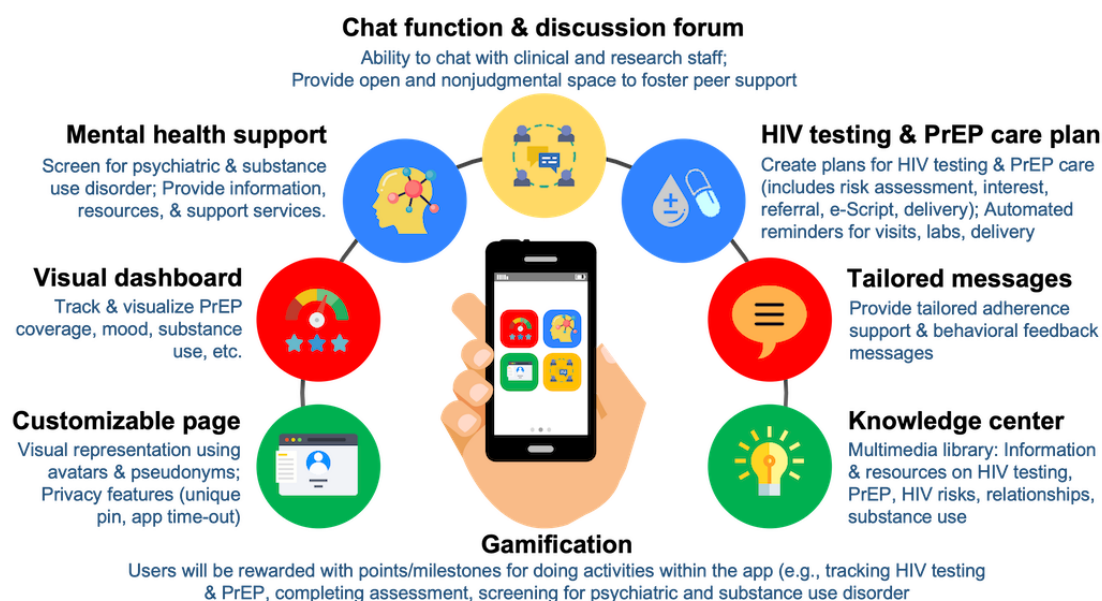 Chat function & discussion forum
Ability to chat with clinical and research staff;
Provide open and nonjudgmental space to foster peer support
Mental health support
Screen for psychiatric & substance
use disorder; Provide information,
resources, & support services.
HIV testing & PrEP care plan
Create plans for HIV testing & PrEP care
(includes risk assessment, interest,
referral, e-Script, delivery); Automated
reminders for visits, labs, delivery
Visual dashboard
Track & visualize PrEP
coverage, mood, substance
use, etc.
Tailored messages
Provide tailored adherence
support & behavioral feedback
messages
Customizable page
Visual representation using
avatars & pseudonyms;
Privacy features (unique
pin, app time-out)
Knowledge center
Multimedia library: Information
& resources on HIV testing,
PrEP, HIV risks, relationships,
substance use
Gamification
Users will be rewarded with points/milestones for doing activities within the app (e.g., tracking HIV testing
& PrEP, completing assessment, screening for psychiatric and substance use disorder